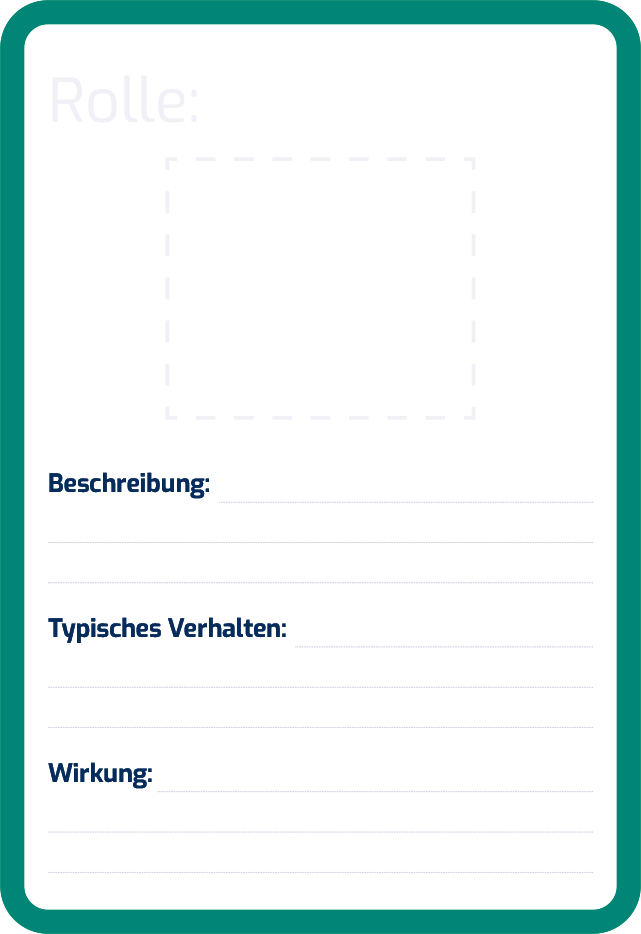 Rolle:
Beschreibung:
Typisches Verhalten:
Wirkung: